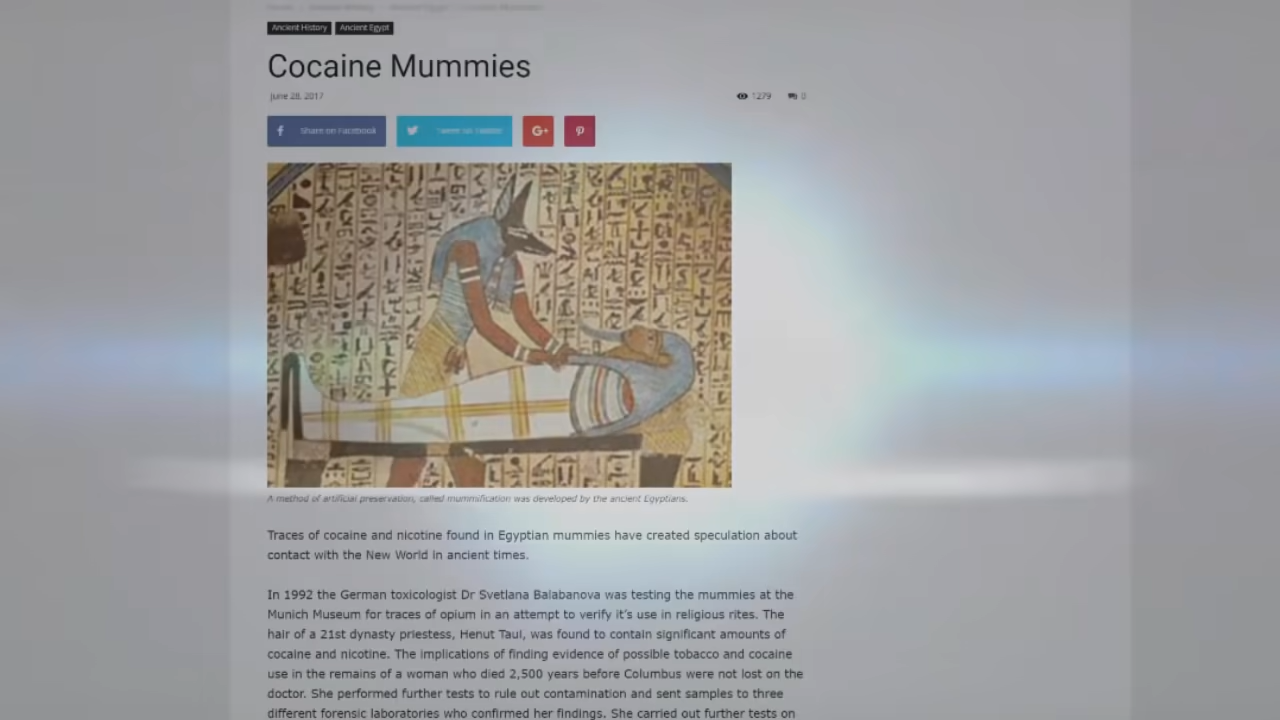 Ancient History Ancient Egypt
Cocaine Mummies
June 28, 2017 1279 0
Share on Facebook Tweet on Twitter G+
A method of artificial preservation, called mummification was developed by the ancient Egyptians.
Traces of cocaine and nicotine found in Egyptian mummies have created speculation about
contact with the New World in ancient times.
In 1992 the German toxicologist Dr Svetlana Balabanova was testing the mummies at the
Munich Museum for traces of opium in an attempt to verify it's use in religious rites. The
hair of a 21st dynasty priestess, Henut Taui, was found to contain significant amounts of
cocaine and nicotine. The implications of finding evidence of possible tobacco and cocaine
use in the remains of a woman who died 2,500 years before Columbus were not lost on the
doctor. She performed further tests to rule out contamination and sent samples to three
different forensic laboratories who confirmed her findings. She carried out further tests on